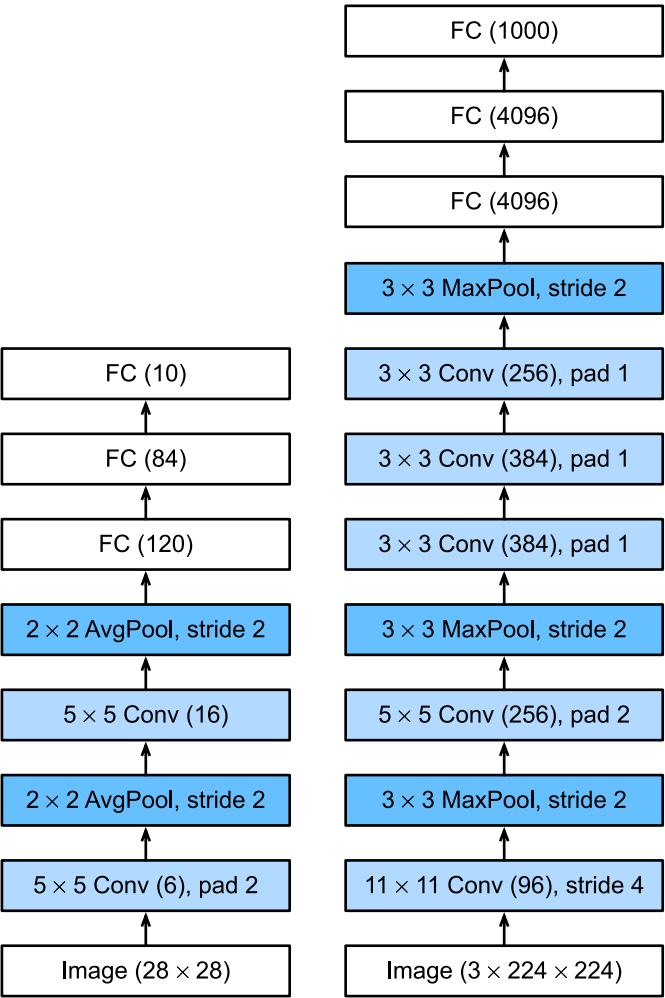 FC (10)
FC (84)
FC (120)
2 × 2 AvgPool, stride 2
5 × 5 Conv (16)
2 × 2 AvgPool, stride 2
5 × 5 Conv (6), pad 2
Image (28 × 28)
FC (1000)
FC (4096)
FC (4096)
3 × 3 MaxPool, stride 2
3 × 3 Conv (256), pad 1
3 × 3 Conv (384), pad 1
3 × 3 Conv (384), pad 1
3 × 3 MaxPool, stride 2
5 × 5 Conv (256), pad 2
3 × 3 MaxPool, stride 2
11 × 11 Conv (96), stride 4
Image (3 × 224 × 224)